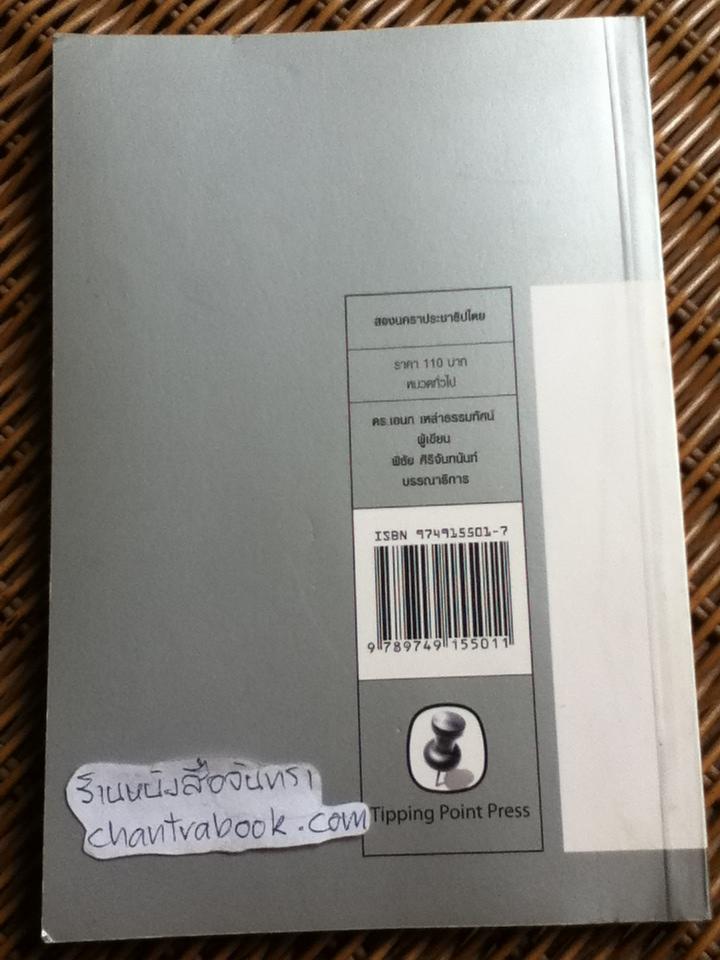 สองนคราประชาธิปไตย
ราคา 110 บาท
หมวดทั่วไป
ดร.เอนก เหล่าธรรมทัศน์
ผู้เขียน
พิชัย ศิริจันทนันท์
บรรณาธิการ
ISBN 974915501-7
9 789749 155011
Tipping Point Press
ร้านหนังสือจันทรา
chantrabook.com